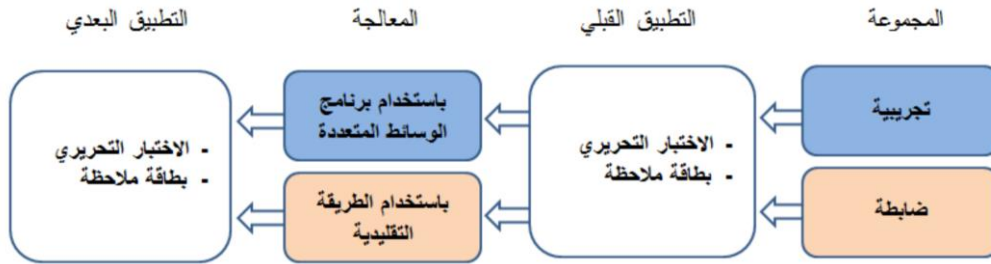 المجموعة
التطبيق القبلي
المعالجة
التطبيق البعدي
تجريبية
ضابطة
- الاختبار التحريري
- بطاقة ملاحظة
باستخدام برنامج
الوسائط المتعددة
باستخدام الطريقة
التقليدية
- الاختبار التحريري
- بطاقة ملاحظة